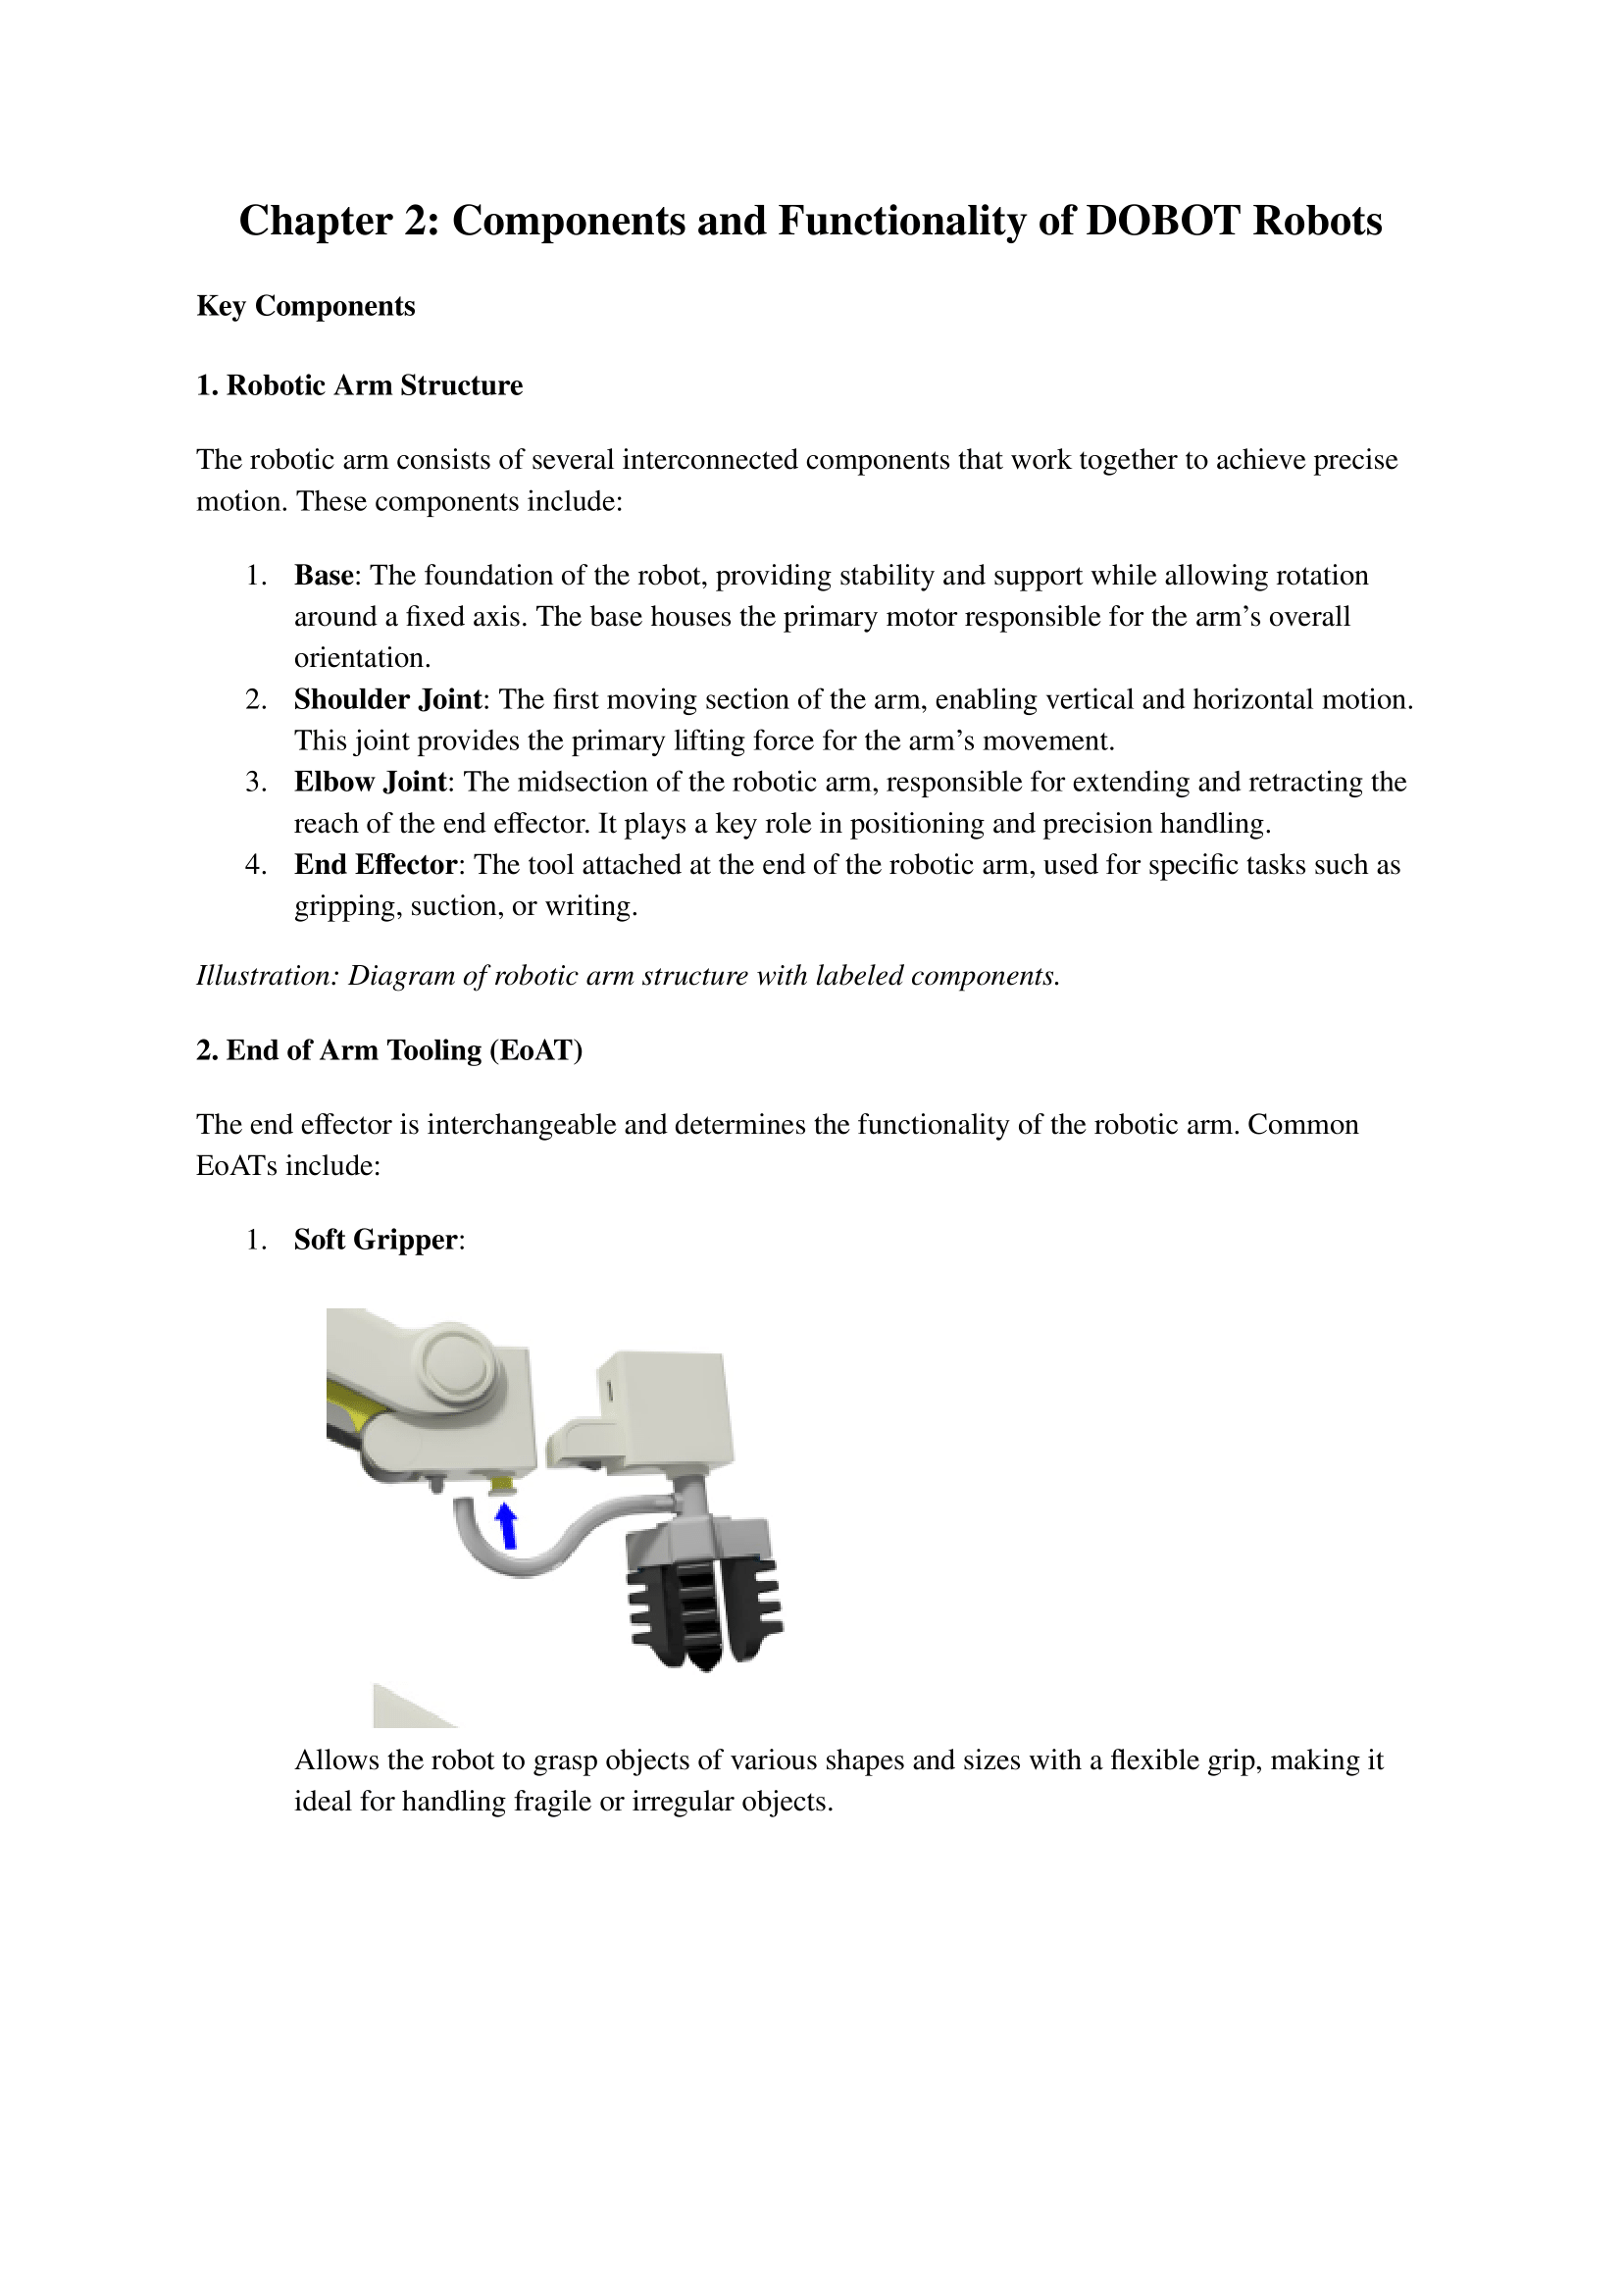 Chapter 2: Components and Functionality of DOBOT Robots
Key Components
1. Robotic Arm Structure
The robotic arm consists of several interconnected components that work together to achieve precise
motion. These components include:
1. Base: The foundation of the robot, providing stability and support while allowing rotation
around a fixed axis. The base houses the primary motor responsible for the arm’s overall
orientation.
2. Shoulder Joint: The first moving section of the arm, enabling vertical and horizontal motion.
This joint provides the primary lifting force for the arm’s movement.
3. Elbow Joint: The midsection of the robotic arm, responsible for extending and retracting the
reach of the end effector. It plays a key role in positioning and precision handling.
4. End Effector: The tool attached at the end of the robotic arm, used for specific tasks such as
gripping, suction, or writing.
Illustration: Diagram of robotic arm structure with labeled components.
2. End of Arm Tooling (EoAT)
The end effector is interchangeable and determines the functionality of the robotic arm. Common
EoATs include:
1. Soft Gripper:
Allows the robot to grasp objects of various shapes and sizes with a flexible grip, making it
ideal for handling fragile or irregular objects.